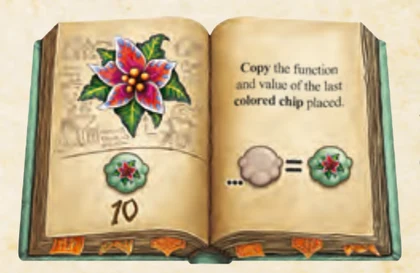 10
Copy the function
and value of the last
colored chip placed.
... =